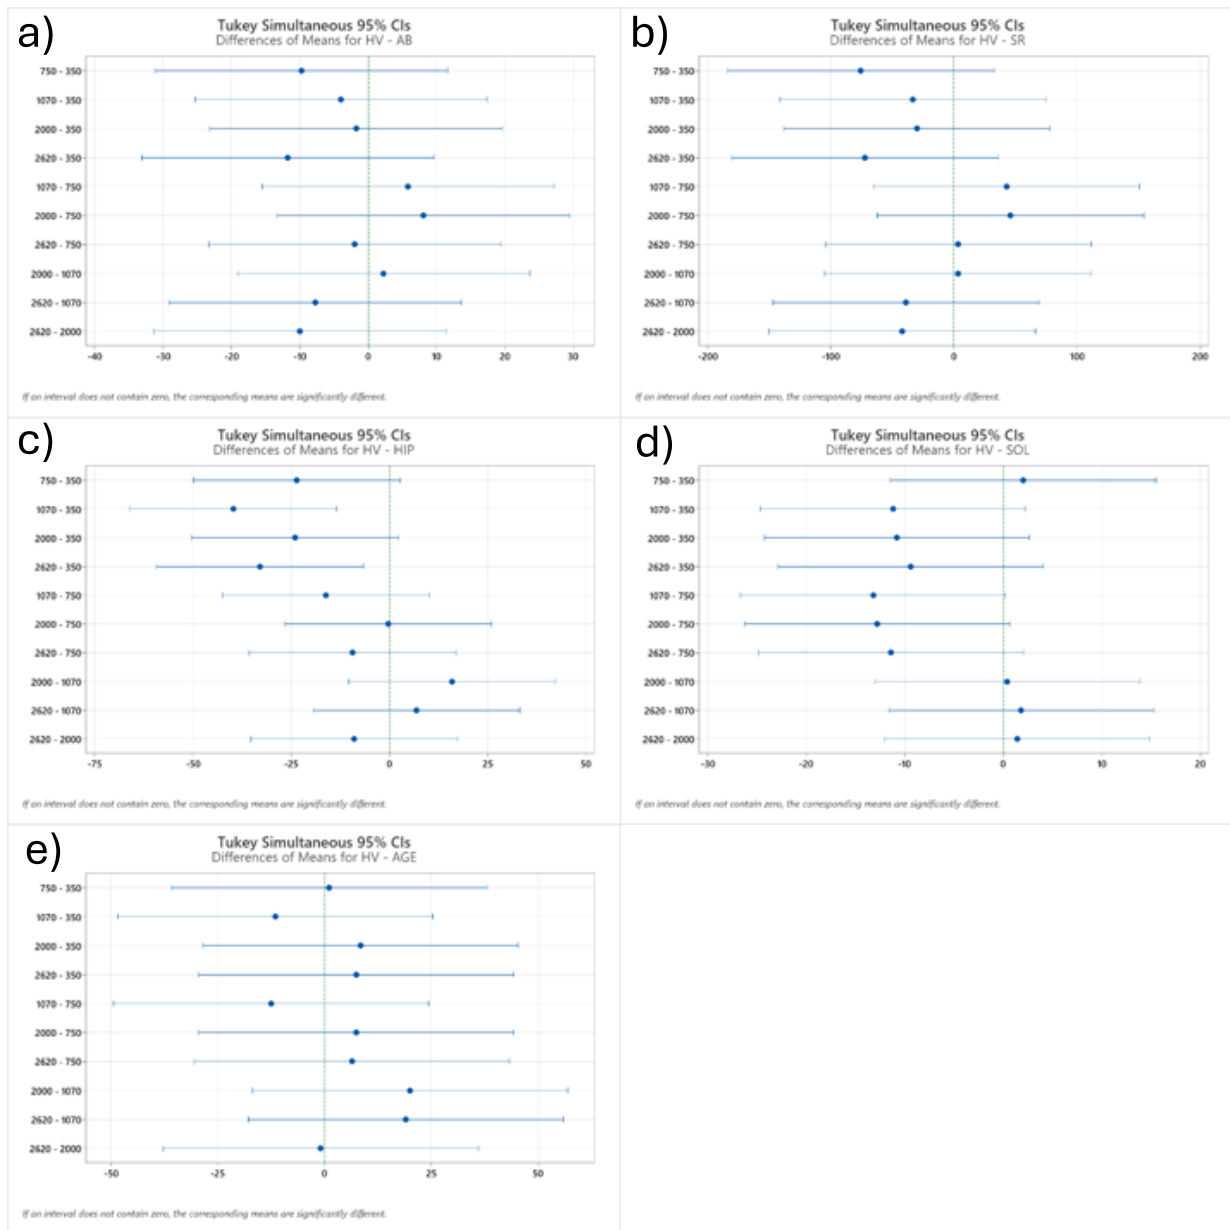 a)
Tukey Simultaneous 95% CIs
Differences of Means for HV - AB
750 - 350
1070 - 350
2000 - 350
2620 - 350
1070 - 750
2000 - 750
2620 - 750
2000 - 1070
2620 - 1070
2620 - 2000
-40 -30 -20 -10 0 10 20 30
If an interval does not contain zero, the corresponding means are significantly different.
b)
Tukey Simultaneous 95% CIs
Differences of Means for HV - SR
750 - 350
1070 - 350
2000 - 350
2620 - 350
1070 - 750
2000 - 750
2620 - 750
2000 - 1070
2620 - 1070
2620 - 2000
-200 -100 0 100 200
If an interval does not contain zero, the corresponding means are significantly different.
c)
Tukey Simultaneous 95% CIs
Differences of Means for HV - HIP
750 - 350
1070 - 350
2000 - 350
2620 - 350
1070 - 750
2000 - 750
2620 - 750
2000 - 1070
2620 - 1070
2620 - 2000
-75 -50 -25 0 25 50
If an interval does not contain zero, the corresponding means are significantly different.
d)
Tukey Simultaneous 95% CIs
Differences of Means for HV - SOL
750 - 350
1070 - 350
2000 - 350
2620 - 350
1070 - 750
2000 - 750
2620 - 750
2000 - 1070
2620 - 1070
2620 - 2000
-30 -20 -10 0 10 20
If an interval does not contain zero, the corresponding means are significantly different.
e)
Tukey Simultaneous 95% CIs
Differences of Means for HV - AGE
750 - 350
1070 - 350
2000 - 350
2620 - 350
1070 - 750
2000 - 750
2620 - 750
2000 - 1070
2620 - 1070
2620 - 2000
-50 -25 0 25 50
If an interval does not contain zero, the corresponding means are significantly different.